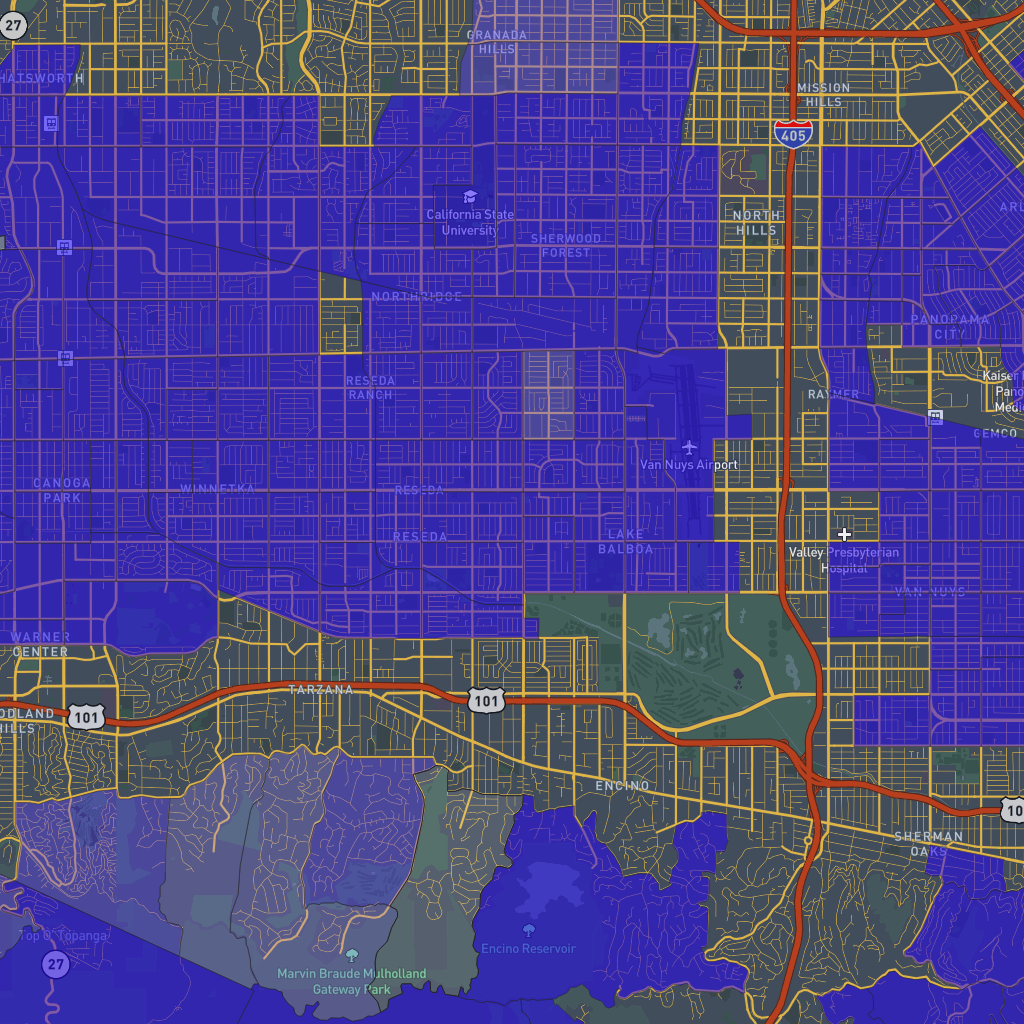 27
GRANADA
HILLS
HATSWORTH
MISSION
HILLS
405
California State
University
NORTH
HILLS
ARL
SHERWOOD
FOREST
NORTHRIDGE
PANORAMA
CITY
RESEDA
RANCH
RAYMER
Kaiser
Pano
Medi
GEMCO
Van Nuys Airport
CANOGA
PARK
WINNETKA
RESEDA
RESEDA
LAKE
BALBOA
Valley Presbyterian
Hospital
VAN NUYS
WARNER
CENTER
TARZANA
101
101
ODLAND
HILLS
ENCINO
10
SHERMAN
OAKS
Top O' Topanga
27
Encino Reservoir
Marvin Braude Mulholland
Gateway Park